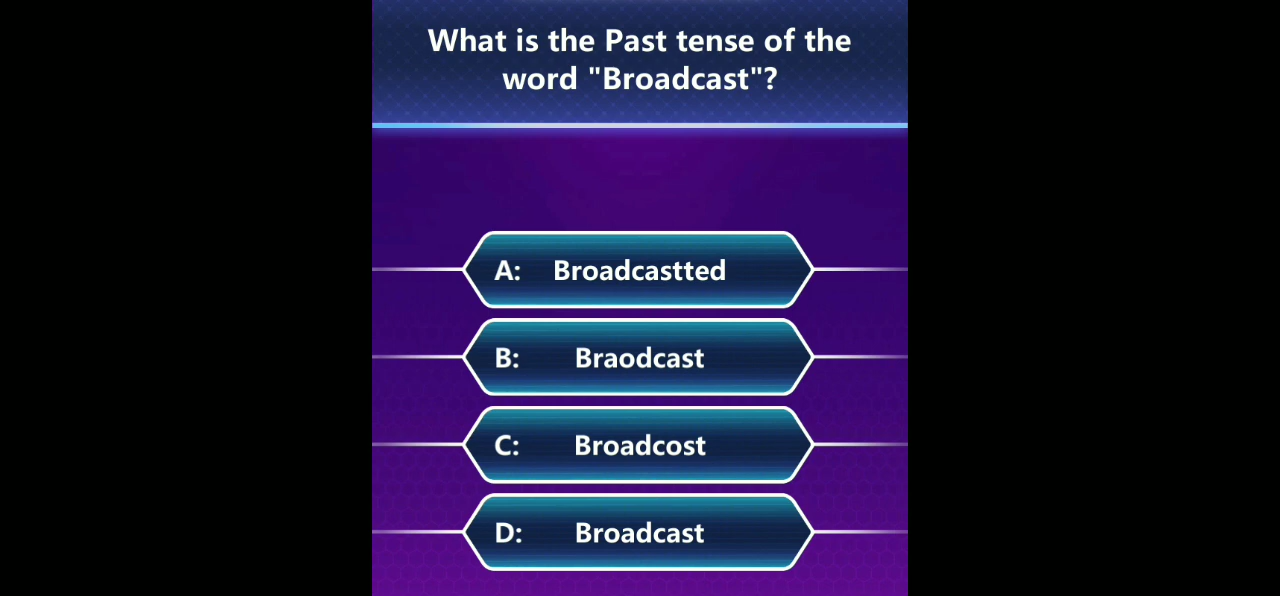 What is the Past tense of the
word "Broadcast"?
A: Broadcastted
B: Braodcast
C: Broadcost
D: Broadcast